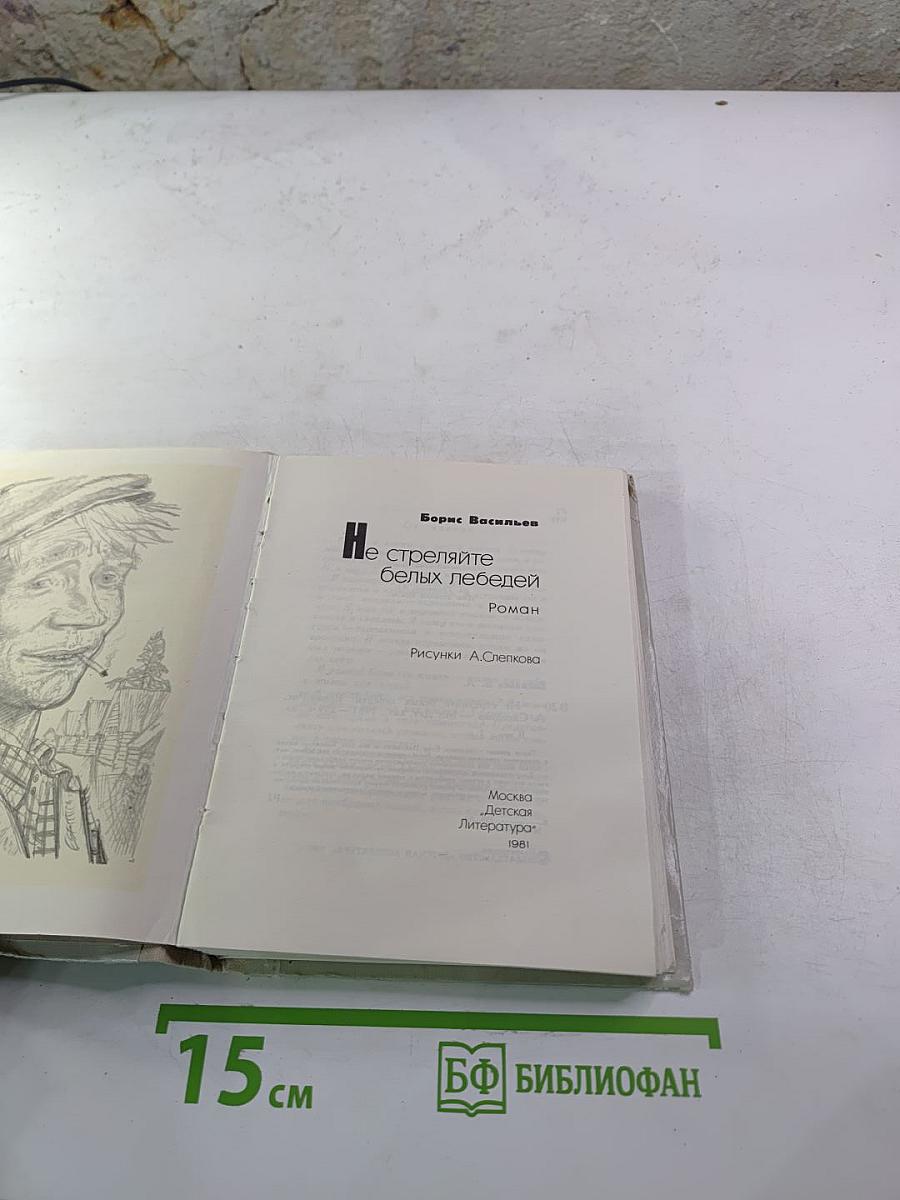 Борис Васильев
Не стреляйте
белых лебедей
Роман
Рисунки А.Слепкова
Москва
„Детская
Литература“
1981
15 см
БФ БИБЛИОФАН